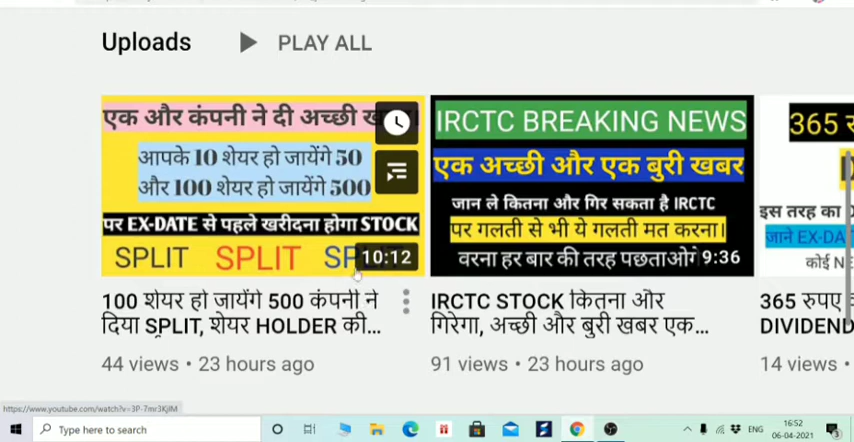 Uploads PLAY ALL
एक और कंपनी ने दी अच्छी
आपके 10 शेयर हो जायेंगे 50
और 100 शेयर हो जायेंगे 500
पर EX-DATE से पहले खरीदना होगा STOCK
SPLIT SPLIT
10:12
100 शेयर हो जायेंगे 500 कंपनी ने
दिया SPLIT, शेयर HOLDER की...
44 views • 23 hours ago
IRCTC BREAKING NEWS
एक अच्छी और एक बुरी खबर
जान ले कितना और गिर सकता है IRCTC
पर गलती से भी ये गलती मत करना।
वरना हर बार की तरह पछताओगे
9:36
IRCTC STOCK कितना और
गिरेगा, अच्छी और बुरी खबर एक...
91 views • 23 hours ago
365
इस तरह का
जाने EX-DA
कोई
365 रुपए
DIVIDEND
14 views •
https://www.youtube.com/watch?v=3P-7mr3KjIM
Type here to search
ENG
16:52
06-04-2021
3